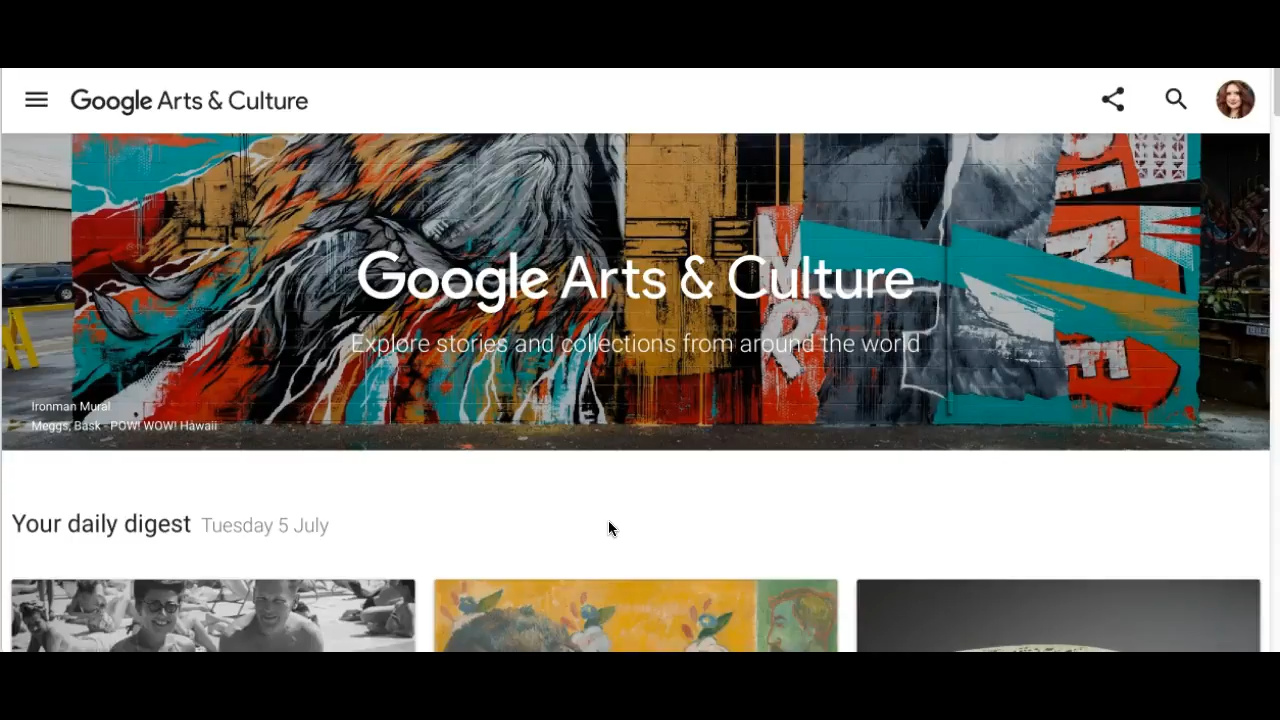 Google Arts & Culture
Google Arts & Culture
Explore stories and collections from around the world
Ironman Mural
Meggs, Bask - POW! WOW! Hawaii
Your daily digest Tuesday 5 July